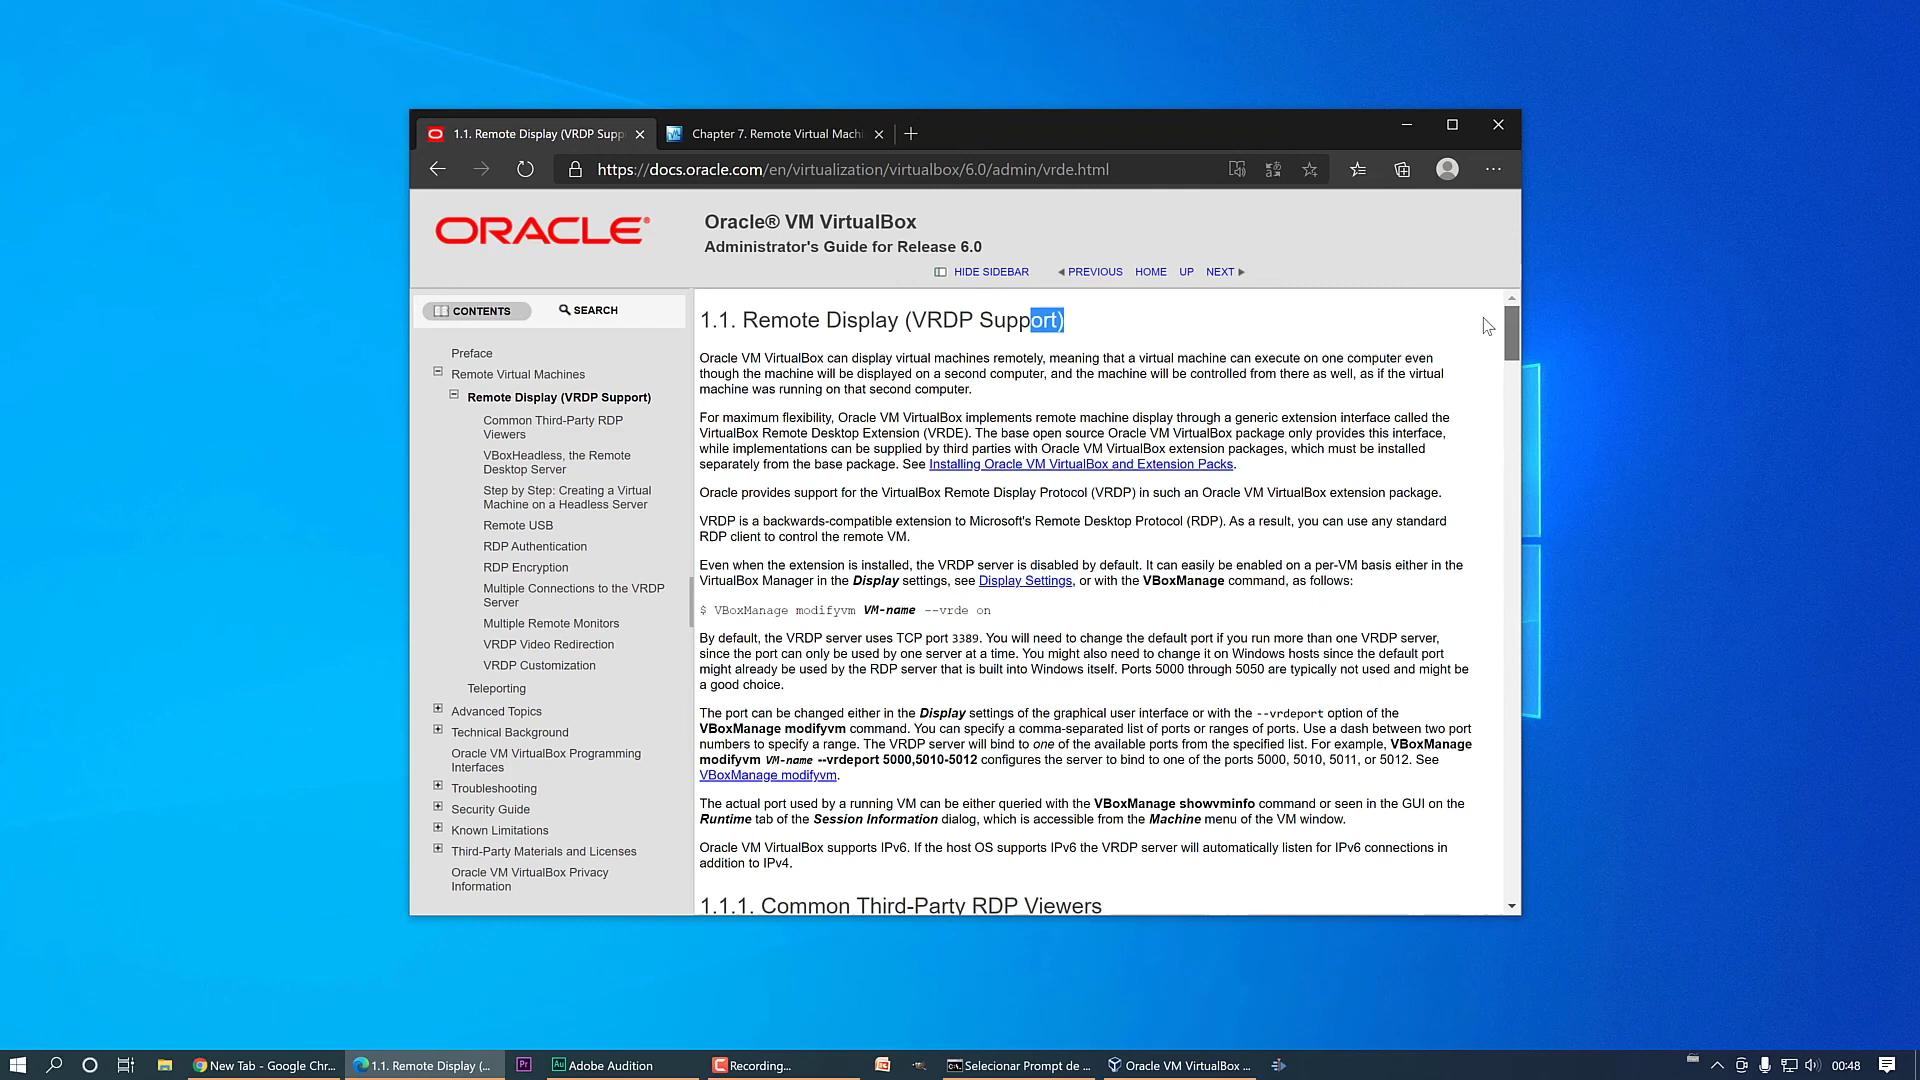 1.1. Remote Display (VRDP Supp
Chapter 7. Remote Virtual Machi
https://docs.oracle.com/en/virtualization/virtualbox/6.0/admin/vrde.html
ORACLE®
Oracle® VM VirtualBox
Administrator's Guide for Release 6.0
HIDE SIDEBAR
PREVIOUS HOME UP NEXT
CONTENTS
SEARCH
Preface
Remote Virtual Machines
Remote Display (VRDP Support)
Common Third-Party RDP
Viewers
VBoxHeadless, the Remote
Desktop Server
Step by Step: Creating a Virtual
Machine on a Headless Server
Remote USB
RDP Authentication
RDP Encryption
Multiple Connections to the VRDP
Server
Multiple Remote Monitors
VRDP Video Redirection
VRDP Customization
Teleporting
Advanced Topics
Technical Background
Oracle VM VirtualBox Programming
Interfaces
Troubleshooting
Security Guide
Known Limitations
Third-Party Materials and Licenses
Oracle VM VirtualBox Privacy
Information
1.1. Remote Display (VRDP Support)
Oracle VM VirtualBox can display virtual machines remotely, meaning that a virtual machine can execute on one computer even
though the machine will be displayed on a second computer, and the machine will be controlled from there as well, as if the virtual
machine was running on that second computer.
For maximum flexibility, Oracle VM VirtualBox implements remote machine display through a generic extension interface called the
VirtualBox Remote Desktop Extension (VRDE). The base open source Oracle VM VirtualBox package only provides this interface,
while implementations can be supplied by third parties with Oracle VM VirtualBox extension packages, which must be installed
separately from the base package. See Installing Oracle VM VirtualBox and Extension Packs.
Oracle provides support for the VirtualBox Remote Display Protocol (VRDP) in such an Oracle VM VirtualBox extension package.
VRDP is a backwards-compatible extension to Microsoft's Remote Desktop Protocol (RDP). As a result, you can use any standard
RDP client to control the remote VM.
Even when the extension is installed, the VRDP server is disabled by default. It can easily be enabled on a per-VM basis either in the
VirtualBox Manager in the Display settings, see Display Settings, or with the VBoxManage command, as follows:
$ VBoxManage modifyvm VM-name --vrde on
By default, the VRDP server uses TCP port 3389. You will need to change the default port if you run more than one VRDP server,
since the port can only be used by one server at a time. You might also need to change it on Windows hosts since the default port
might already be used by the RDP server that is built into Windows itself. Ports 5000 through 5050 are typically not used and might be
a good choice.
The port can be changed either in the Display settings of the graphical user interface or with the --vrdeport option of the
VBoxManage modifyvm command. You can specify a comma-separated list of ports or ranges of ports. Use a dash between two port
numbers to specify a range. The VRDP server will bind to one of the available ports from the specified list. For example, VBoxManage
modifyvm VM-name --vrdeport 5000,5010-5012 configures the server to bind to one of the ports 5000, 5010, 5011, or 5012. See
VBoxManage modifyvm.
The actual port used by a running VM can be either queried with the VBoxManage showvminfo command or seen in the GUI on the
Runtime tab of the Session Information dialog, which is accessible from the Machine menu of the VM window.
Oracle VM VirtualBox supports IPv6. If the host OS supports IPv6 the VRDP server will automatically listen for IPv6 connections in
addition to IPv4.
1.1.1. Common Third-Party RDP Viewers
New Tab - Google Chr...
1.1. Remote Display (...
Pr
Au Adobe Audition
Recording...
Selecionar Prompt de ...
Oracle VM VirtualBox ...
00:48